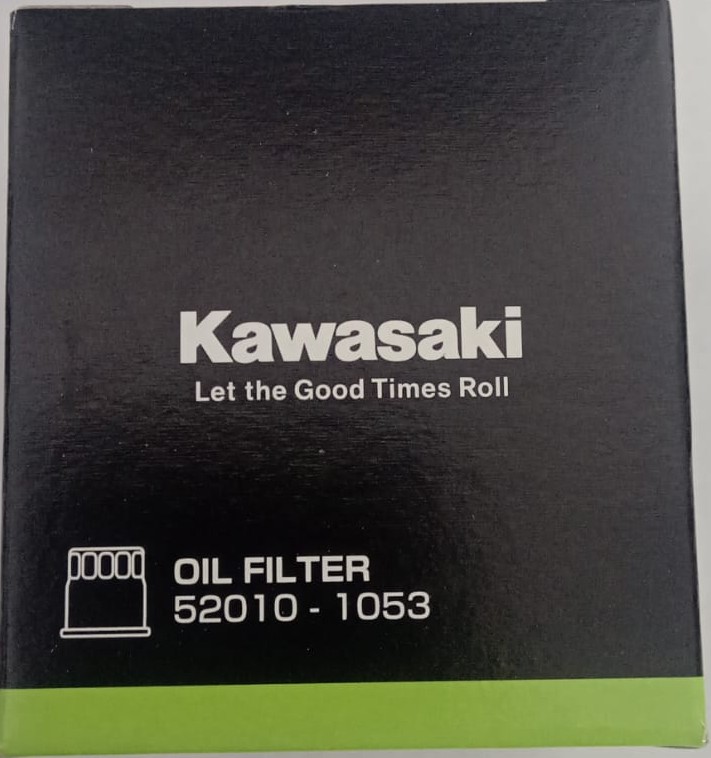 Kawasaki
Let the Good Times Roll
OIL FILTER
52010 - 1053